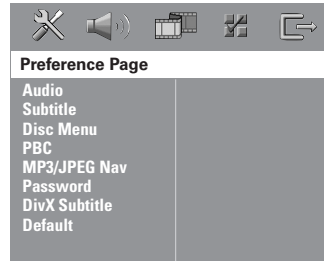 Preference Page
Audio
Subtitle
Disc Menu
PBC
MP3/JPEG Nav
Password
DivX Subtitle
Default